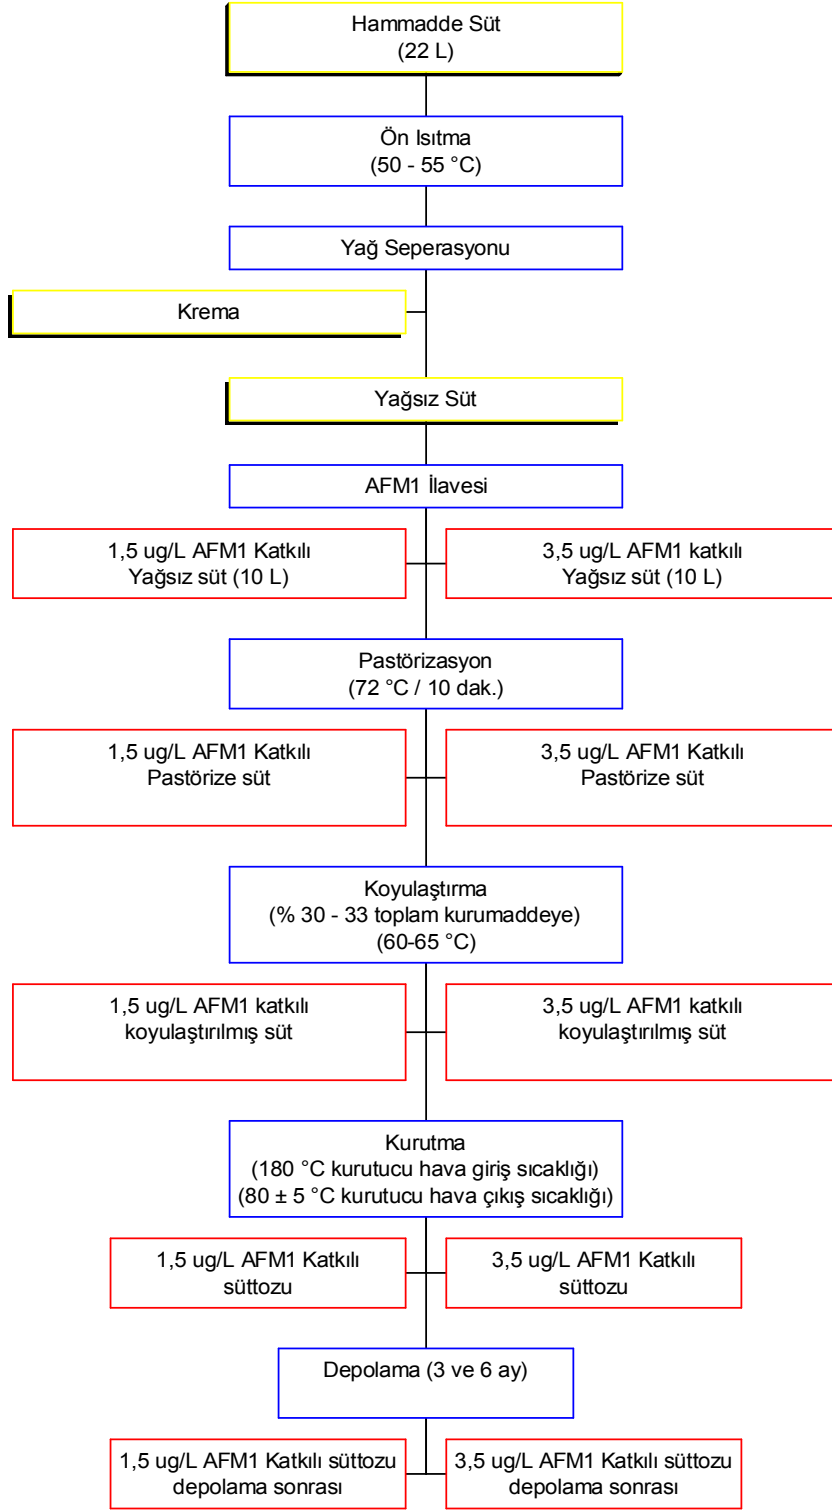 Hammadde Süt
(22 L)
Ön Isıtma
(50 - 55 °C)
Yağ Seperasyonu
Krema
Yağsız Süt
AFM1 İlavesi
1,5 ug/L AFM1 Katkılı
Yağsız süt (10 L)
3,5 ug/L AFM1 katkılı
Yağsız süt (10 L)
Pastörizasyon
(72 °C / 10 dak.)
1,5 ug/L AFM1 Katkılı
Pastörize süt
3,5 ug/L AFM1 Katkılı
Pastörize süt
Koyulaştırma
(% 30 - 33 toplam kurumaddeye)
(60-65 °C)
1,5 ug/L AFM1 katkılı
koyulaştırılmış süt
3,5 ug/L AFM1 katkılı
koyulaştırılmış süt
Kurutma
(180 °C kurutucu hava giriş sıcaklığı)
(80 ± 5 °C kurutucu hava çıkış sıcaklığı)
1,5 ug/L AFM1 Katkılı
süttozu
3,5 ug/L AFM1 Katkılı
süttozu
Depolama (3 ve 6 ay)
1,5 ug/L AFM1 Katkılı süttozu
depolama sonrası
3,5 ug/L AFM1 Katkılı süttozu
depolama sonrası